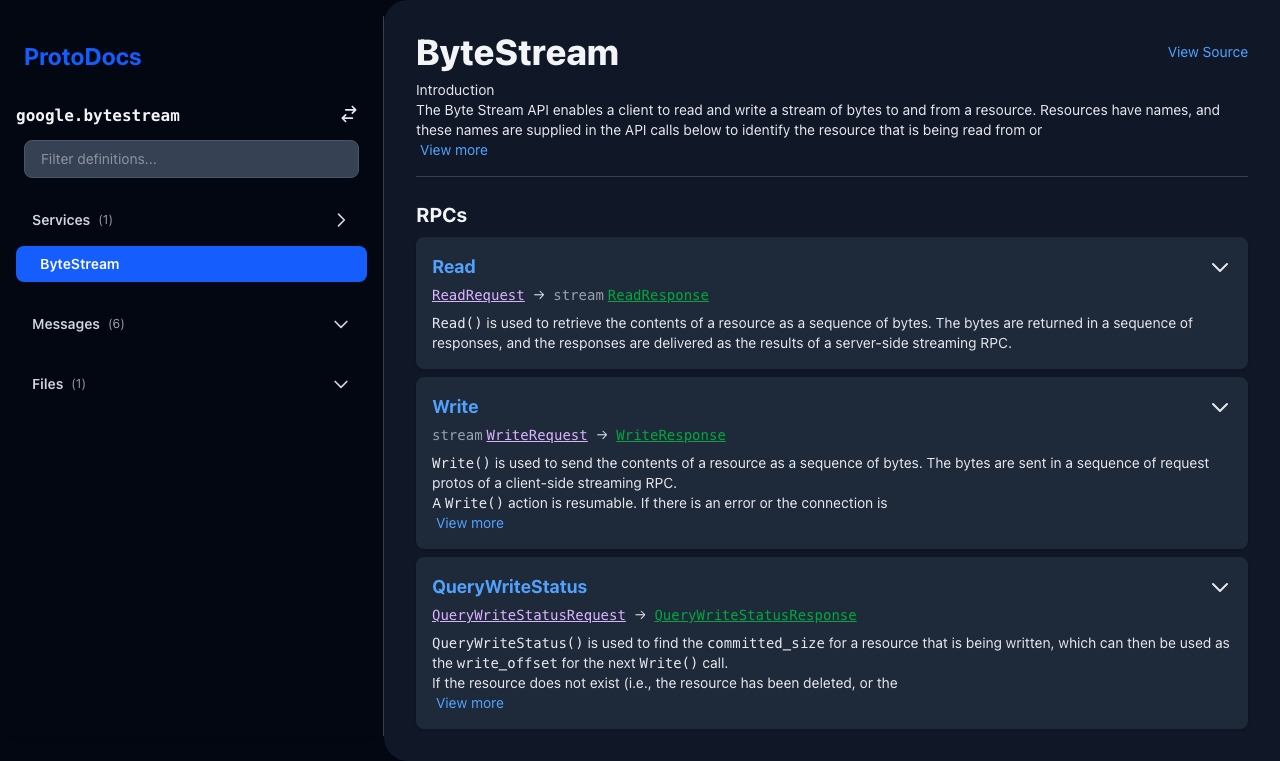 ProtoDocs
google.bytestream
Filter definitions...
Services (1)
ByteStream
Messages (6)
Files (1)
ByteStream
View Source
Introduction
The Byte Stream API enables a client to read and write a stream of bytes to and from a resource. Resources have names, and
these names are supplied in the API calls below to identify the resource that is being read from or
View more
RPCs
Read
ReadRequest → stream ReadResponse
Read() is used to retrieve the contents of a resource as a sequence of bytes. The bytes are returned in a sequence of
responses, and the responses are delivered as the results of a server-side streaming RPC.
Write
stream WriteRequest → WriteResponse
Write() is used to send the contents of a resource as a sequence of bytes. The bytes are sent in a sequence of request
protos of a client-side streaming RPC.
A Write() action is resumable. If there is an error or the connection is
View more
QueryWriteStatus
QueryWriteStatusRequest → QueryWriteStatusResponse
QueryWriteStatus() is used to find the committed_size for a resource that is being written, which can then be used as
the write_offset for the next Write() call.
If the resource does not exist (i.e., the resource has been deleted, or the
View more